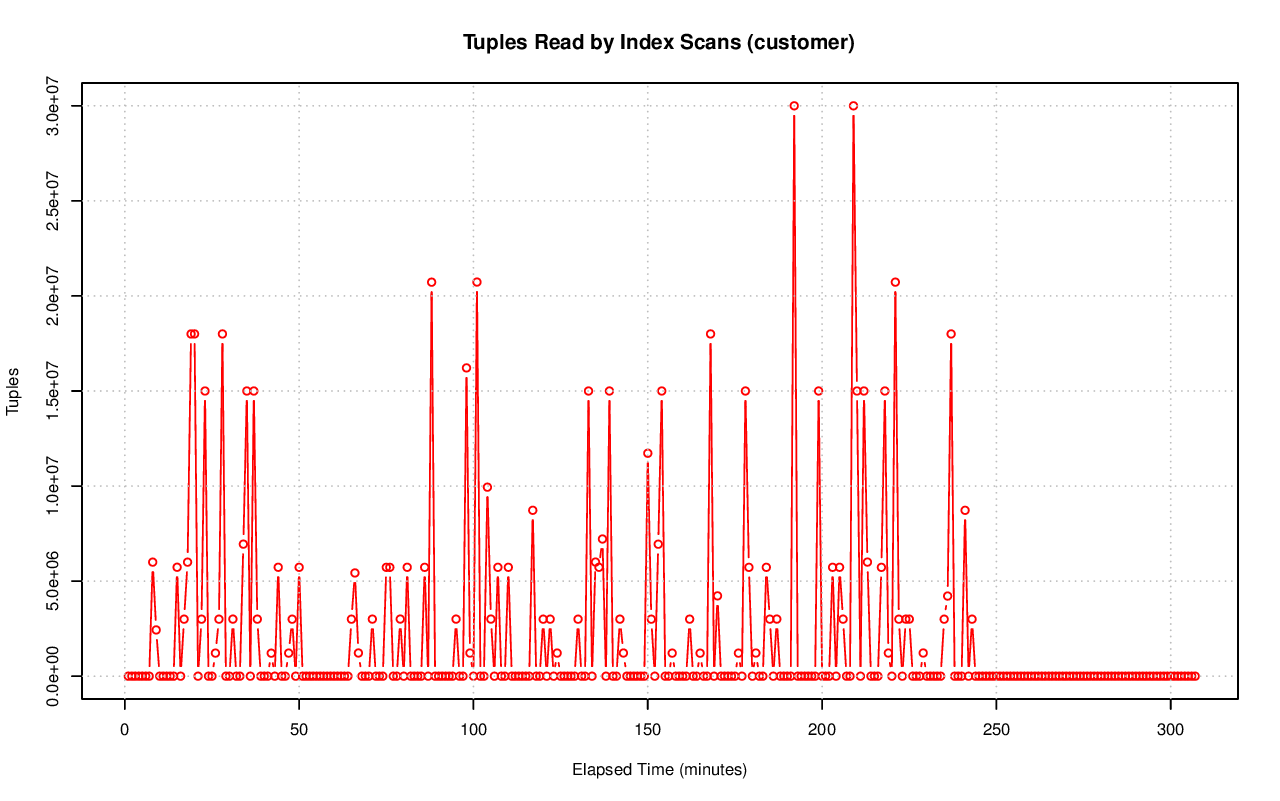 Tuples Read by Index Scans (customer)
Tuples
3.0e+07
2.5e+07
2.0e+07
1.5e+07
1.0e+07
5.0e+06
0.0e+00
0 50 100 150 200 250 300
Elapsed Time (minutes)